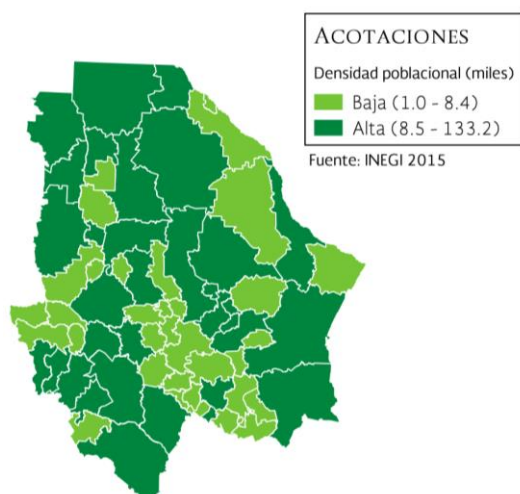 ACOTACIONES
Densidad poblacional (miles)
Baja (1.0 - 8.4)
Alta (8.5 - 133.2)
Fuente: INEGI 2015